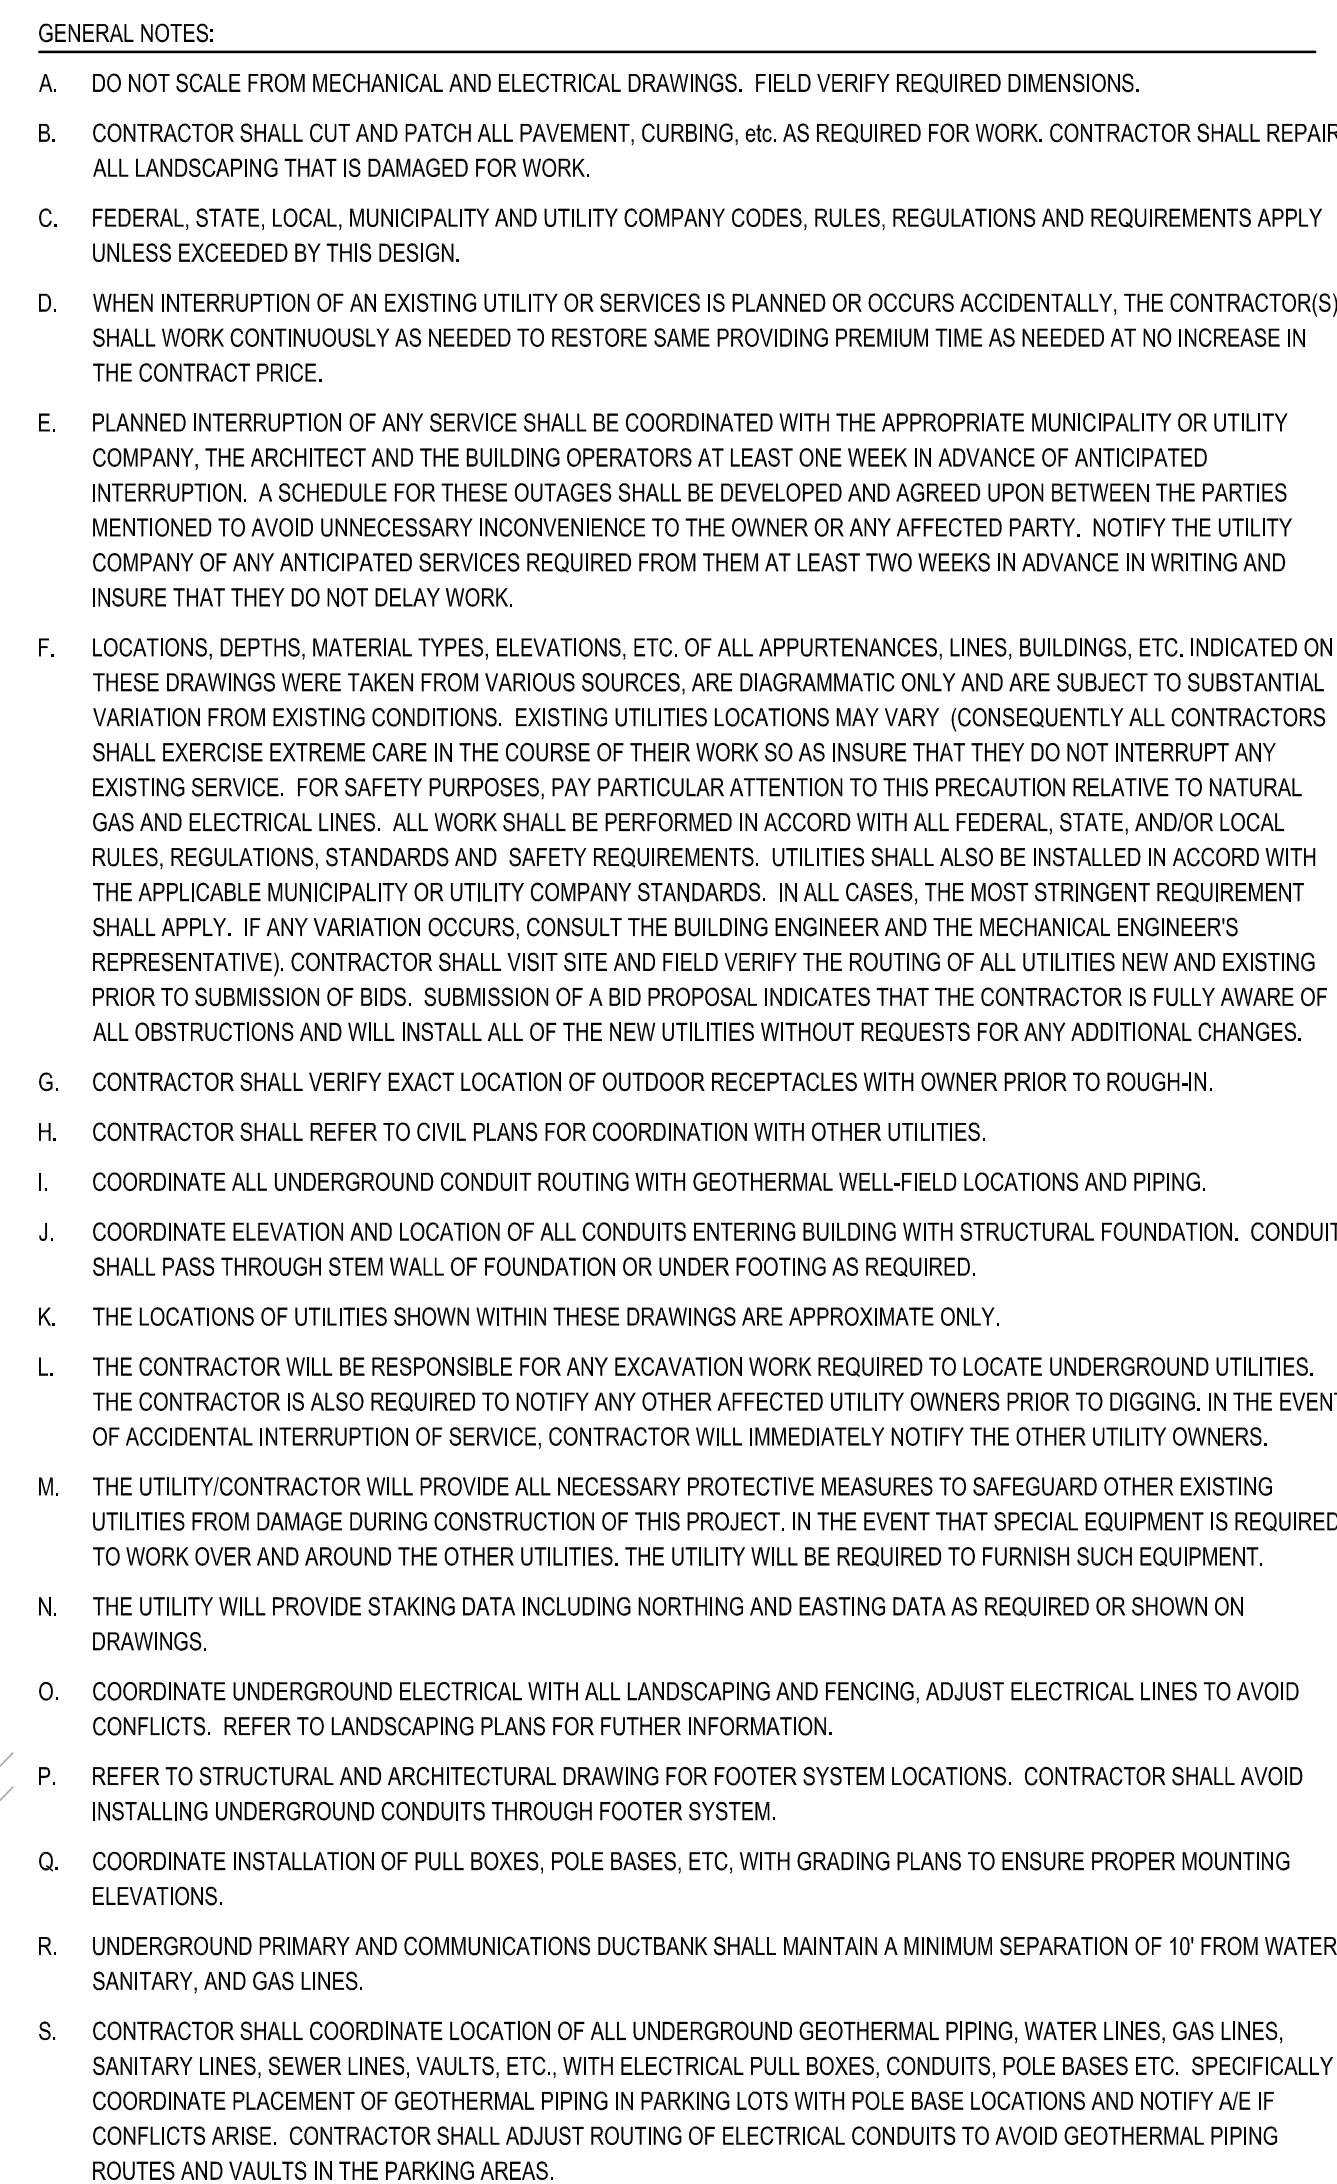 GENERAL NOTES:
A. DO NOT SCALE FROM MECHANICAL AND ELECTRICAL DRAWINGS. FIELD VERIFY REQUIRED DIMENSIONS.
B. CONTRACTOR SHALL CUT AND PATCH ALL PAVEMENT, CURBING, etc. AS REQUIRED FOR WORK. CONTRACTOR SHALL REPAIR
ALL LANDSCAPING THAT IS DAMAGED FOR WORK.
C. FEDERAL, STATE, LOCAL, MUNICIPALITY AND UTILITY COMPANY CODES, RULES, REGULATIONS AND REQUIREMENTS APPLY
UNLESS EXCEEDED BY THIS DESIGN.
D. WHEN INTERRUPTION OF AN EXISTING UTILITY OR SERVICES IS PLANNED OR OCCURS ACCIDENTALLY, THE CONTRACTOR(S)
SHALL WORK CONTINUOUSLY AS NEEDED TO RESTORE SAME PROVIDING PREMIUM TIME AS NEEDED AT NO INCREASE IN
THE CONTRACT PRICE.
E. PLANNED INTERRUPTION OF ANY SERVICE SHALL BE COORDINATED WITH THE APPROPRIATE MUNICIPALITY OR UTILITY
COMPANY, THE ARCHITECT AND THE BUILDING OPERATORS AT LEAST ONE WEEK IN ADVANCE OF ANTICIPATED
INTERRUPTION. A SCHEDULE FOR THESE OUTAGES SHALL BE DEVELOPED AND AGREED UPON BETWEEN THE PARTIES
MENTIONED TO AVOID UNNECESSARY INCONVENIENCE TO THE OWNER OR ANY AFFECTED PARTY. NOTIFY THE UTILITY
COMPANY OF ANY ANTICIPATED SERVICES REQUIRED FROM THEM AT LEAST TWO WEEKS IN ADVANCE IN WRITING AND
INSURE THAT THEY DO NOT DELAY WORK.
F. LOCATIONS, DEPTHS, MATERIAL TYPES, ELEVATIONS, ETC. OF ALL APPURTENANCES, LINES, BUILDINGS, ETC. INDICATED ON
THESE DRAWINGS WERE TAKEN FROM VARIOUS SOURCES, ARE DIAGRAMMATIC ONLY AND ARE SUBJECT TO SUBSTANTIAL
VARIATION FROM EXISTING CONDITIONS. EXISTING UTILITIES LOCATIONS MAY VARY (CONSEQUENTLY ALL CONTRACTORS
SHALL EXERCISE EXTREME CARE IN THE COURSE OF THEIR WORK SO AS INSURE THAT THEY DO NOT INTERRUPT ANY
EXISTING SERVICE. FOR SAFETY PURPOSES, PAY PARTICULAR ATTENTION TO THIS PRECAUTION RELATIVE TO NATURAL
GAS AND ELECTRICAL LINES. ALL WORK SHALL BE PERFORMED IN ACCORD WITH ALL FEDERAL, STATE, AND/OR LOCAL
RULES, REGULATIONS, STANDARDS AND SAFETY REQUIREMENTS. UTILITIES SHALL ALSO BE INSTALLED IN ACCORD WITH
THE APPLICABLE MUNICIPALITY OR UTILITY COMPANY STANDARDS. IN ALL CASES, THE MOST STRINGENT REQUIREMENT
SHALL APPLY. IF ANY VARIATION OCCURS, CONSULT THE BUILDING ENGINEER AND THE MECHANICAL ENGINEER'S
REPRESENTATIVE). CONTRACTOR SHALL VISIT SITE AND FIELD VERIFY THE ROUTING OF ALL UTILITIES NEW AND EXISTING
PRIOR TO SUBMISSION OF BIDS. SUBMISSION OF A BID PROPOSAL INDICATES THAT THE CONTRACTOR IS FULLY AWARE OF
ALL OBSTRUCTIONS AND WILL INSTALL ALL OF THE NEW UTILITIES WITHOUT REQUESTS FOR ANY ADDITIONAL CHANGES.
G. CONTRACTOR SHALL VERIFY EXACT LOCATION OF OUTDOOR RECEPTACLES WITH OWNER PRIOR TO ROUGH-IN.
H. CONTRACTOR SHALL REFER TO CIVIL PLANS FOR COORDINATION WITH OTHER UTILITIES.
I. COORDINATE ALL UNDERGROUND CONDUIT ROUTING WITH GEOTHERMAL WELL-FIELD LOCATIONS AND PIPING.
J. COORDINATE ELEVATION AND LOCATION OF ALL CONDUITS ENTERING BUILDING WITH STRUCTURAL FOUNDATION. CONDUIT
SHALL PASS THROUGH STEM WALL OF FOUNDATION OR UNDER FOOTING AS REQUIRED.
K. THE LOCATIONS OF UTILITIES SHOWN WITHIN THESE DRAWINGS ARE APPROXIMATE ONLY.
L. THE CONTRACTOR WILL BE RESPONSIBLE FOR ANY EXCAVATION WORK REQUIRED TO LOCATE UNDERGROUND UTILITIES.
THE CONTRACTOR IS ALSO REQUIRED TO NOTIFY ANY OTHER AFFECTED UTILITY OWNERS PRIOR TO DIGGING. IN THE EVENT
OF ACCIDENTAL INTERRUPTION OF SERVICE, CONTRACTOR WILL IMMEDIATELY NOTIFY THE OTHER UTILITY OWNERS.
M. THE UTILITY/CONTRACTOR WILL PROVIDE ALL NECESSARY PROTECTIVE MEASURES TO SAFEGUARD OTHER EXISTING
UTILITIES FROM DAMAGE DURING CONSTRUCTION OF THIS PROJECT. IN THE EVENT THAT SPECIAL EQUIPMENT IS REQUIRED
TO WORK OVER AND AROUND THE OTHER UTILITIES. THE UTILITY WILL BE REQUIRED TO FURNISH SUCH EQUIPMENT.
N. THE UTILITY WILL PROVIDE STAKING DATA INCLUDING NORTHING AND EASTING DATA AS REQUIRED OR SHOWN ON
DRAWINGS.
O. COORDINATE UNDERGROUND ELECTRICAL WITH ALL LANDSCAPING AND FENCING, ADJUST ELECTRICAL LINES TO AVOID
CONFLICTS. REFER TO LANDSCAPING PLANS FOR FUTHER INFORMATION.
P. REFER TO STRUCTURAL AND ARCHITECTURAL DRAWING FOR FOOTER SYSTEM LOCATIONS. CONTRACTOR SHALL AVOID
INSTALLING UNDERGROUND CONDUITS THROUGH FOOTER SYSTEM.
Q. COORDINATE INSTALLATION OF PULL BOXES, POLE BASES, ETC, WITH GRADING PLANS TO ENSURE PROPER MOUNTING
ELEVATIONS.
R. UNDERGROUND PRIMARY AND COMMUNICATIONS DUCTBANK SHALL MAINTAIN A MINIMUM SEPARATION OF 10' FROM WATER
SANITARY, AND GAS LINES.
S. CONTRACTOR SHALL COORDINATE LOCATION OF ALL UNDERGROUND GEOTHERMAL PIPING, WATER LINES, GAS LINES,
SANITARY LINES, SEWER LINES, VAULTS, ETC., WITH ELECTRICAL PULL BOXES, CONDUITS, POLE BASES ETC. SPECIFICALLY
COORDINATE PLACEMENT OF GEOTHERMAL PIPING IN PARKING LOTS WITH POLE BASE LOCATIONS AND NOTIFY A/E IF
CONFLICTS ARISE. CONTRACTOR SHALL ADJUST ROUTING OF ELECTRICAL CONDUITS TO AVOID GEOTHERMAL PIPING
ROUTES AND VAULTS IN THE PARKING AREAS.